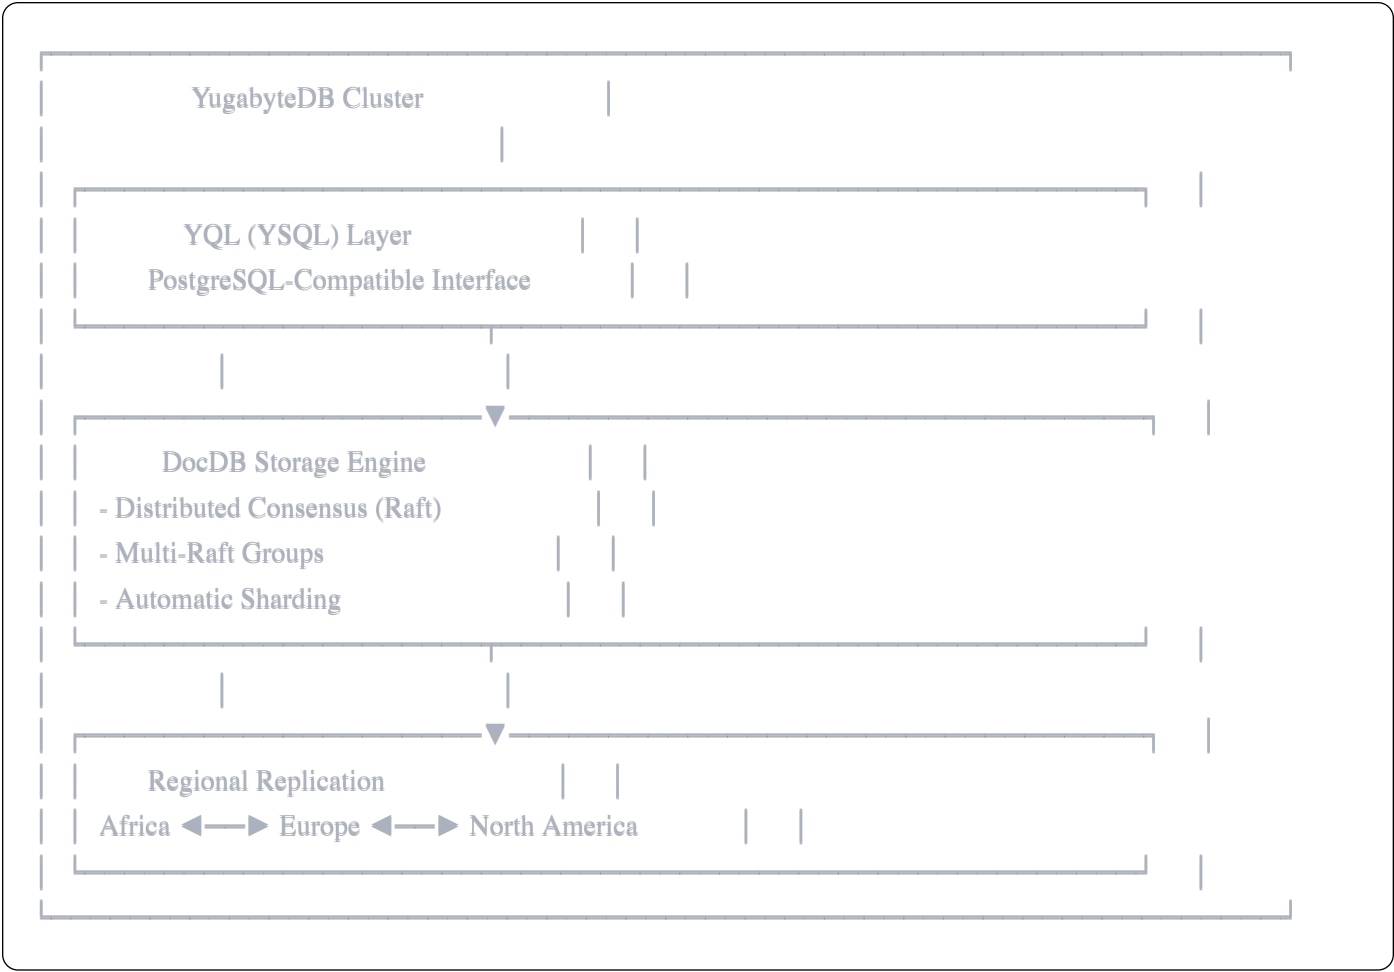 YugabyteDB Cluster
YQL (YSQL) Layer
PostgreSQL-Compatible Interface
DocDB Storage Engine
- Distributed Consensus (Raft)
- Multi-Raft Groups
- Automatic Sharding
Regional Replication
Africa ◄──► Europe ◄──► North America